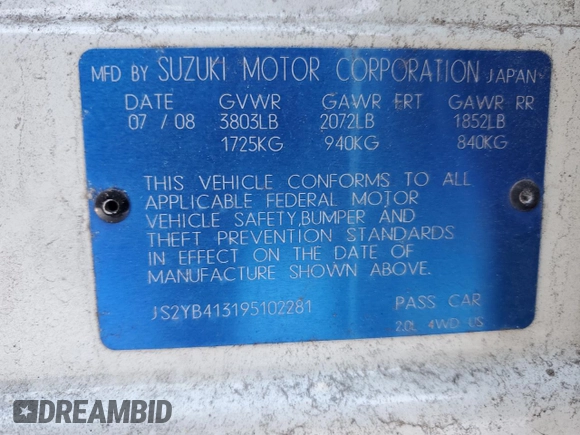 MFD BY SUZUKI MOTOR CORPORATION JAPAN
DATE GVWR GAWR FRT GAWR RR
07 / 08 3803LB 2072LB 1852LB
1725KG 940KG 840KG
THIS VEHICLE CONFORMS TO ALL
APPLICABLE FEDERAL MOTOR
VEHICLE SAFETY,BUMPER AND
THEFT PREVENTION STANDARDS
IN EFFECT ON THE DATE OF
MANUFACTURE SHOWN ABOVE.
JS2YB413195102281 PASS CAR
2.0L 4WD US
DREAMBID